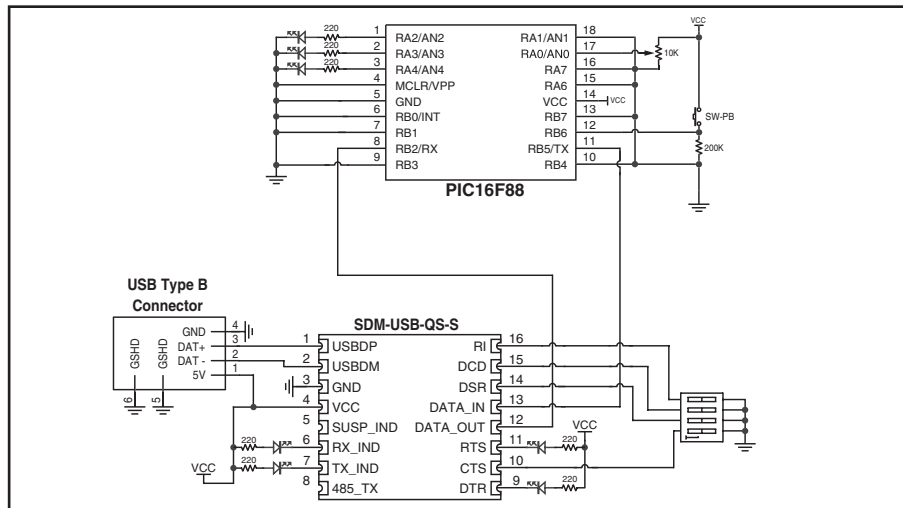 220
220
220
1
2
3
4
5
6
7
8
9
RA2/AN2
RA3/AN3
RA4/AN4
MCLR/VPP
GND
RB0/INT
RB1
RB2/RX
RB3
RA1/AN1
RA0/AN0
RA7
RA6
VCC
RB7
RB6
RB5/TX
RB4
18
17
16
15
14
13
12
11
10
PIC16F88
VCC
VCC
10K
SW-PB
200K
USB Type B
Connector
GND
DAT+
DAT -
5V
4
3
2
1
GSHD
GSHD
6
5
SDM-USB-QS-S
1
2
3
4
5
6
7
8
USBDP
USBDM
GND
VCC
SUSP_IND
RX_IND
TX_IND
485_TX
RI
DCD
DSR
DATA_IN
DATA_OUT
RTS
CTS
DTR
16
15
14
13
12
11
10
9
220
220
VCC
VCC
220
220
1